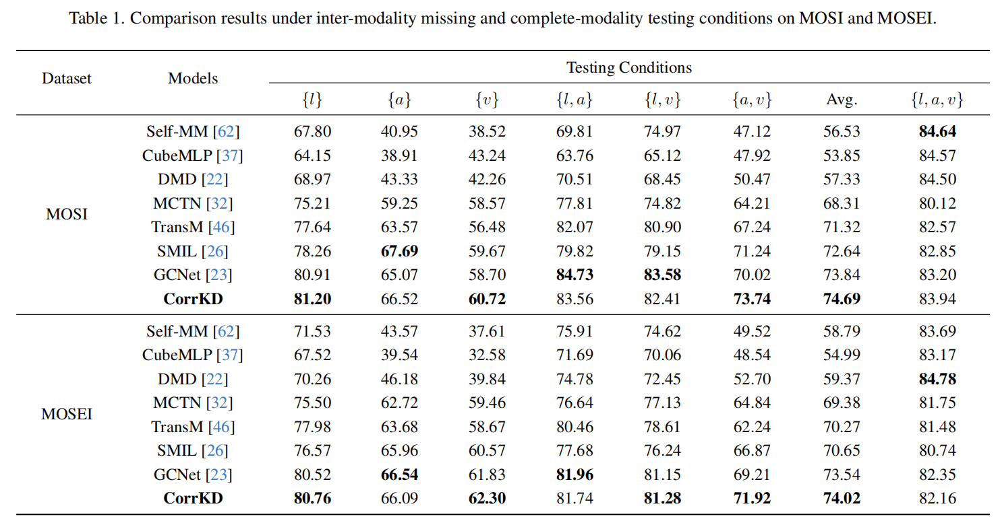 Table 1. Comparison results under inter-modality missing and complete-modality testing conditions on MOSI and MOSEI.
Dataset Models Testing Conditions
{l} {a} {v} {l, a} {l, v} {a, v} Avg. {l, a, v}
MOSI
Self-MM [62] 67.80 40.95 38.52 69.81 74.97 47.12 56.53 84.64
CubeMLP [37] 64.15 38.91 43.24 63.76 65.12 47.92 53.85 84.57
DMD [22] 68.97 43.33 42.26 70.51 68.45 50.47 57.33 84.50
MCTN [32] 75.21 59.25 58.57 77.81 74.82 64.21 68.31 80.12
TransM [46] 77.64 63.57 56.48 82.07 80.90 67.24 71.32 82.57
SMIL [26] 78.26 67.69 59.67 79.82 79.15 71.24 72.64 82.85
GCNet [23] 80.91 65.07 58.70 84.73 83.58 70.02 73.84 83.20
CorrKD 81.20 66.52 60.72 83.56 82.41 73.74 74.69 83.94
MOSEI
Self-MM [62] 71.53 43.57 37.61 75.91 74.62 49.52 58.79 83.69
CubeMLP [37] 67.52 39.54 32.58 71.69 70.06 48.54 54.99 83.17
DMD [22] 70.26 46.18 39.84 74.78 72.45 52.70 59.37 84.78
MCTN [32] 75.50 62.72 59.46 76.64 77.13 64.84 69.38 81.75
TransM [46] 77.98 63.68 58.67 80.46 78.61 62.24 70.27 81.48
SMIL [26] 76.57 65.96 60.57 77.68 76.24 66.87 70.65 80.74
GCNet [23] 80.52 66.54 61.83 81.96 81.15 69.21 73.54 82.35
CorrKD 80.76 66.09 62.30 81.74 81.28 71.92 74.02 82.16